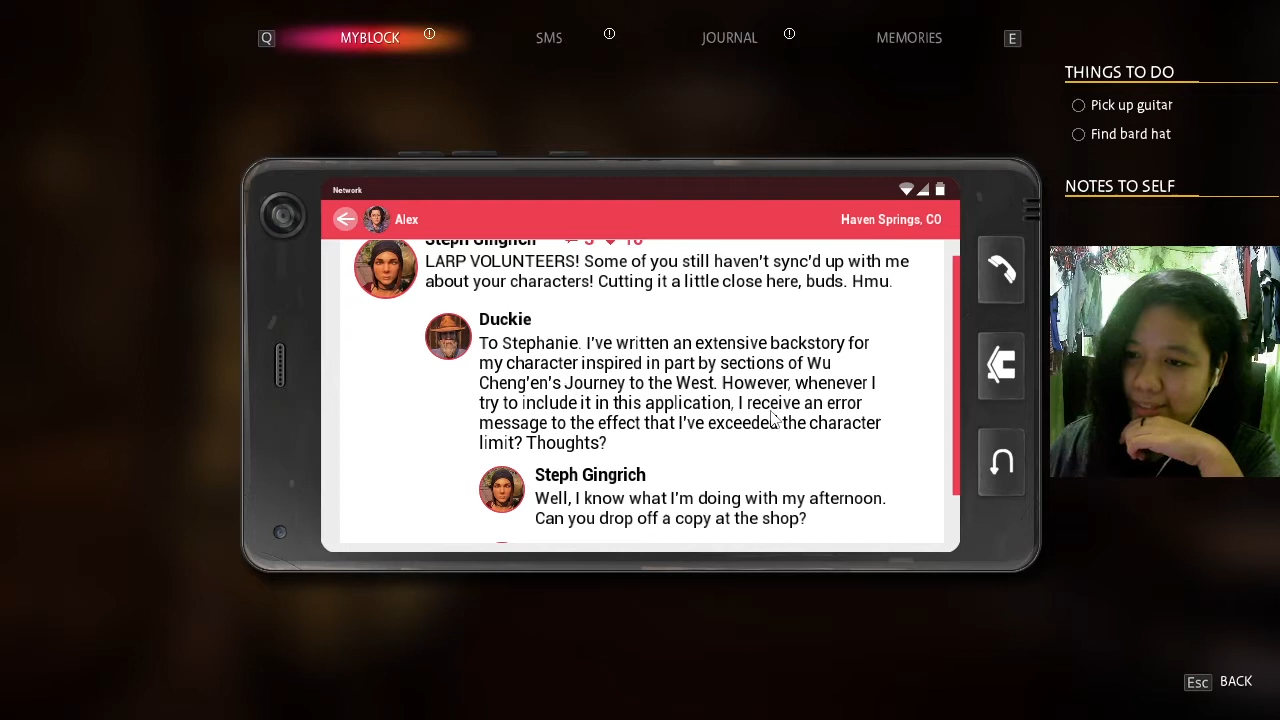 Q MYBLOCK SMS JOURNAL MEMORIES E
THINGS TO DO
Pick up guitar
Find bard hat
NOTES TO SELF
Network
Alex Haven Springs, CO
Steph Gingrich 3 16
LARP VOLUNTEERS! Some of you still haven't sync'd up with me
about your characters! Cutting it a little close here, buds. Hmu.
Duckie
To Stephanie. I've written an extensive backstory for
my character inspired in part by sections of Wu
Cheng'en's Journey to the West. However, whenever I
try to include it in this application, I receive an error
message to the effect that I've exceeded the character
limit? Thoughts?
Steph Gingrich
Well, I know what I'm doing with my afternoon.
Can you drop off a copy at the shop?
Esc BACK